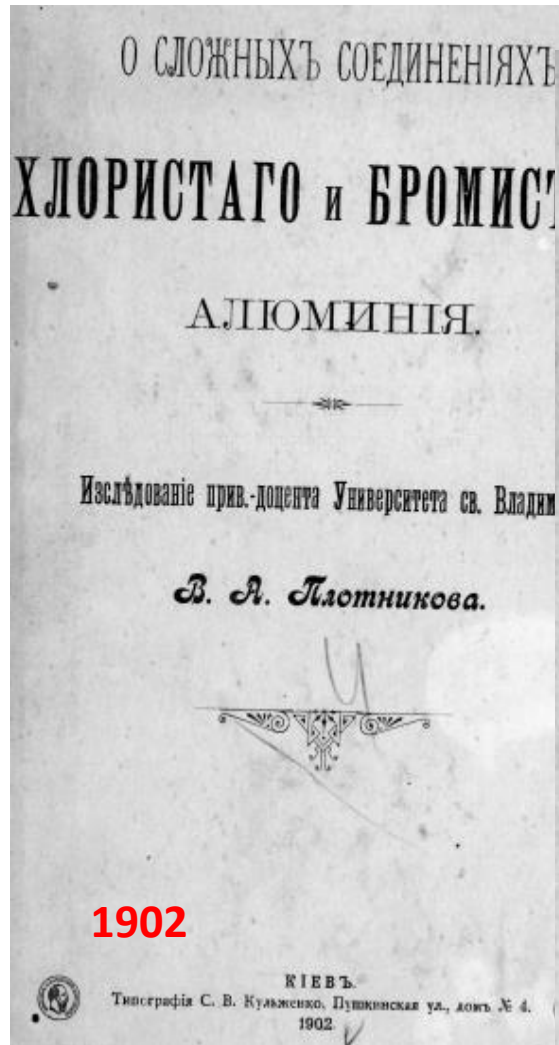 О СЛОЖНЫХЪ СОЕДИНЕНІЯХЪ
ХЛОРИСТАГО и БРОМИСТ
АЛЮМИНІЯ.
Изслѣдованіе прив.-доцента Университета св. Владим
В. А. Плотникова.
1902
КІЕВЪ.
Типографія С. В. Кульженко, Пушкинская ул., домъ № 4.
1902